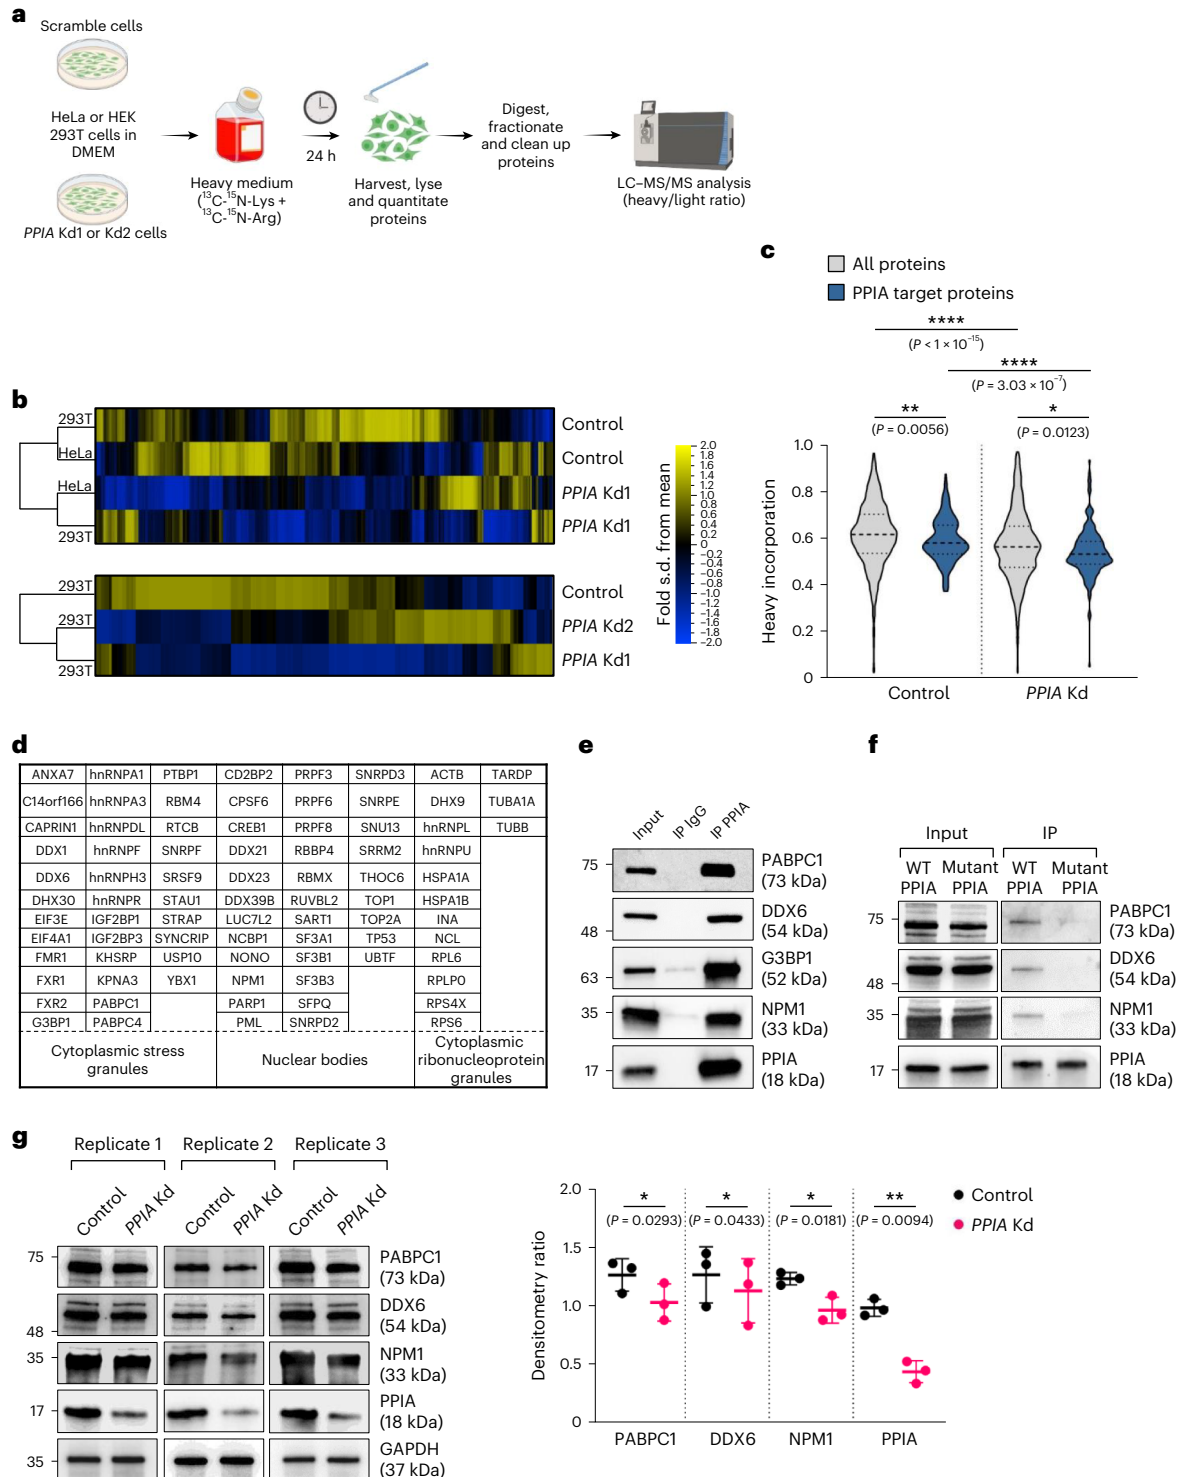 a
Scramble cells
HeLa or HEK
293T cells in
DMEM
PPIA Kd1 or Kd2 cells
Heavy medium
(¹³C-¹⁵N-Lys +
¹³C-¹⁵N-Arg)
24 h
Harvest, lyse
and quantitate
proteins
Digest,
fractionate
and clean up
proteins
LC–MS/MS analysis
(heavy/light ratio)
b
293T
HeLa
HeLa
293T
Control
Control
PPIA Kd1
PPIA Kd1
293T
293T
293T
Control
PPIA Kd2
PPIA Kd1
Fold s.d. from mean
2.0
1.8
1.6
1.4
1.2
1.0
0.8
0.6
0.4
0.2
0
−0.2
−0.4
−0.6
−0.8
−1.0
−1.2
−1.4
−1.6
−1.8
−2.0
c
All proteins
PPIA target proteins
****
(P < 1 × 10⁻¹⁵)
****
(P = 3.03 × 10⁻⁷)
** *
(P = 0.0056) (P = 0.0123)
Heavy incorporation
1.0
0.8
0.6
0.4
0.2
0
Control PPIA Kd
d
ANXA7 hnRNPA1 PTBP1 CD2BP2 PRPF3 SNRPD3 ACTB TARDP
C14orf166 hnRNPA3 RBM4 CPSF6 PRPF6 SNRPE DHX9 TUBA1A
CAPRIN1 hnRNPDL RTCB CREB1 PRPF8 SNU13 hnRNPL TUBB
DDX1 hnRNPF SNRPF DDX21 RBBP4 SRRM2 hnRNPU
DDX6 hnRNPH3 SRSF9 DDX23 RBMX THOC6 HSPA1A
DHX30 hnRNPR STAU1 DDX39B RUVBL2 TOP1 HSPA1B
EIF3E IGF2BP1 STRAP LUC7L2 SART1 TOP2A INA
EIF4A1 IGF2BP3 SYNCRIP NCBP1 SF3A1 TP53 NCL
FMR1 KHSRP USP10 NONO SF3B1 UBTF RPL6
FXR1 KPNA3 YBX1 NPM1 SF3B3 RPLP0
FXR2 PABPC1 PARP1 SFPQ RPS4X
G3BP1 PABPC4 PML SNRPD2 RPS6
Cytoplasmic stress
granules
Nuclear bodies
Cytoplasmic
ribonucleoprotein
granules
e
Input IP IgG IP PPIA
75
PABPC1
(73 kDa)
48
DDX6
(54 kDa)
63
G3BP1
(52 kDa)
35
NPM1
(33 kDa)
17
PPIA
(18 kDa)
f
Input IP
WT Mutant WT Mutant
PPIA PPIA PPIA PPIA
75
PABPC1
(73 kDa)
48
DDX6
(54 kDa)
35
NPM1
(33 kDa)
17
PPIA
(18 kDa)
g
Replicate 1 Replicate 2 Replicate 3
Control PPIA Kd Control PPIA Kd Control PPIA Kd
75
PABPC1
(73 kDa)
48
DDX6
(54 kDa)
35
NPM1
(33 kDa)
17
PPIA
(18 kDa)
35
GAPDH
(37 kDa)
Densitometry ratio
2.0
1.5
1.0
0.5
0
* * * **
(P = 0.0293) (P = 0.0433) (P = 0.0181) (P = 0.0094)
Control
PPIA Kd
PABPC1 DDX6 NPM1 PPIA